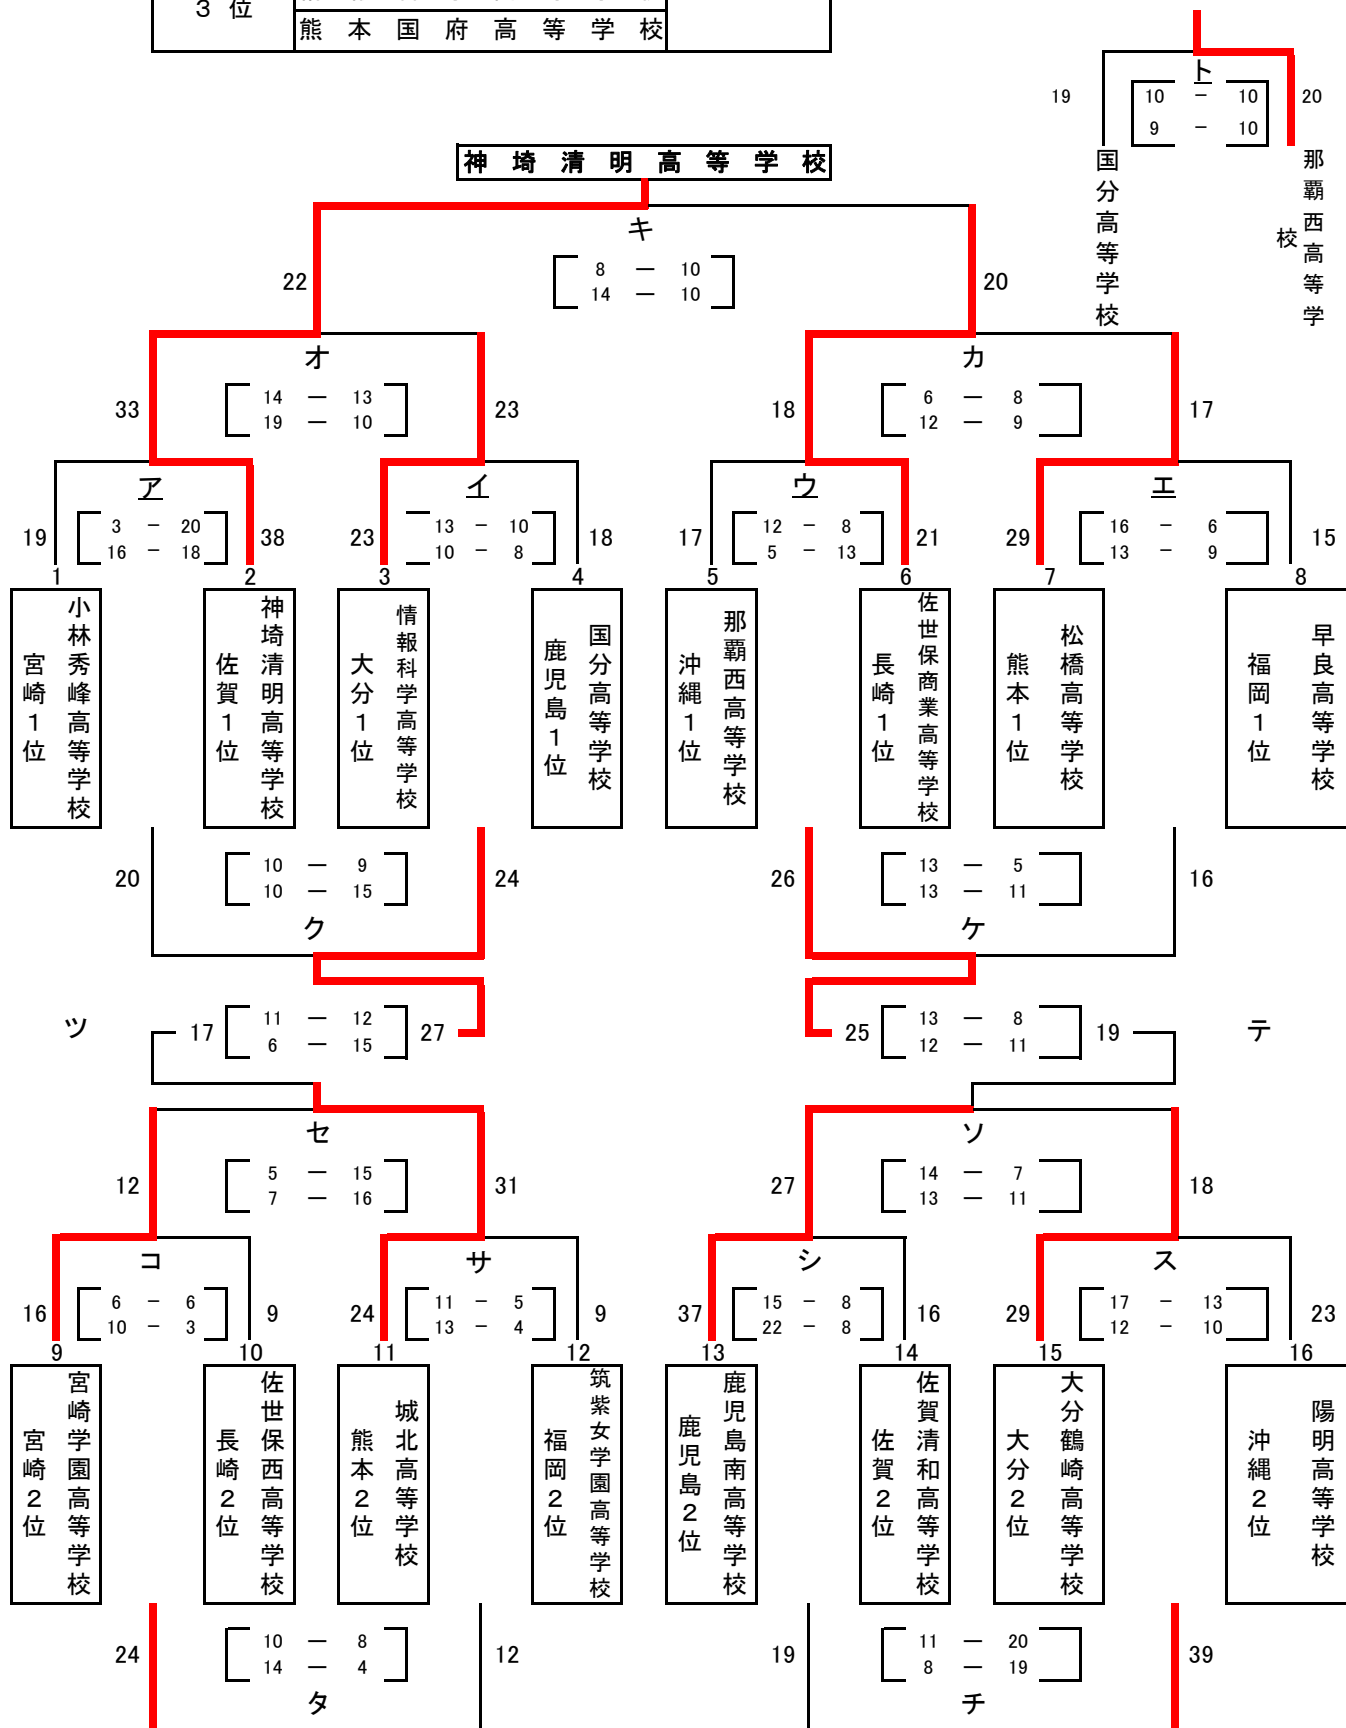 ３ 位
熊 本 国 府 高 等 学 校
ト
19
10 － 10
9 － 10
20
国分高等学校
那覇西高等学校
神 埼 清 明 高 等 学 校
キ
22
8 － 10
14 － 10
20
オ
33
14 － 13
19 － 10
23
カ
18
6 － 8
12 － 9
17
ア
19
3 － 20
16 － 18
38
イ
23
13 － 10
10 － 8
18
ウ
17
12 － 8
5 － 13
21
エ
29
16 － 6
13 － 9
15
1
小林秀峰高等学校
宮崎１位
2
神埼清明高等学校
佐賀１位
3
情報科学高等学校
大分１位
4
国分高等学校
鹿児島１位
5
那覇西高等学校
沖縄１位
6
佐世保商業高等学校
長崎１位
7
松橋高等学校
熊本１位
8
早良高等学校
福岡１位
20
10 － 9
10 － 15
24
ク
26
13 － 5
13 － 11
16
ケ
ツ
17
11 － 12
6 － 15
27
25
13 － 8
12 － 11
19
テ
セ
12
5 － 15
7 － 16
31
ソ
27
14 － 7
13 － 11
18
コ
16
6 － 6
10 － 3
9
サ
24
11 － 5
13 － 4
9
シ
37
15 － 8
22 － 8
16
ス
29
17 － 13
12 － 10
23
9
宮崎学園高等学校
宮崎２位
10
佐世保西高等学校
長崎２位
11
城北高等学校
熊本２位
12
筑紫女学園高等学校
福岡２位
13
鹿児島南高等学校
鹿児島２位
14
佐賀清和高等学校
佐賀２位
15
大分鶴崎高等学校
大分２位
16
陽明高等学校
沖縄２位
24
10 － 8
14 － 4
12
タ
19
11 － 20
8 － 19
39
チ